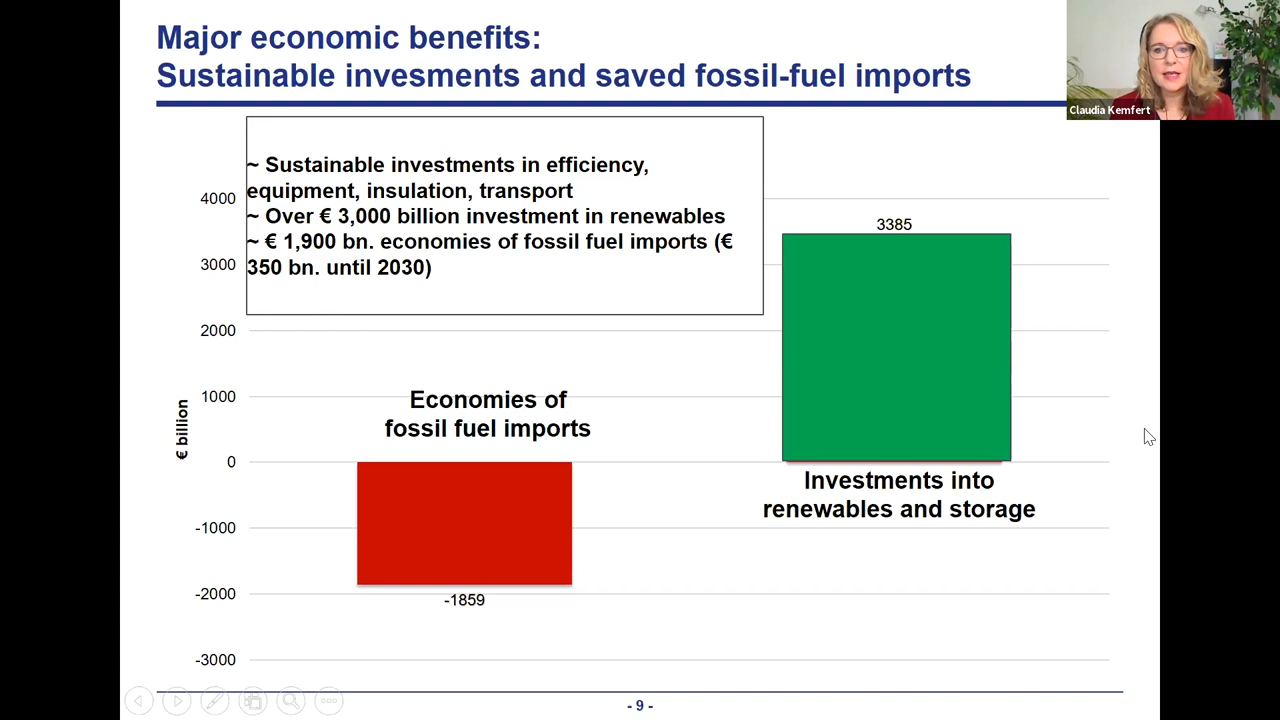 Major economic benefits:
Sustainable invesments and saved fossil-fuel imports
Claudia Kemfert
~ Sustainable investments in efficiency,
equipment, insulation, transport
~ Over € 3,000 billion investment in renewables
~ € 1,900 bn. economies of fossil fuel imports (€
350 bn. until 2030)
4000
3000
2000
1000
0
-1000
-2000
-3000
€ billion
3385
Economies of
fossil fuel imports
Investments into
renewables and storage
-1859
- 9 -